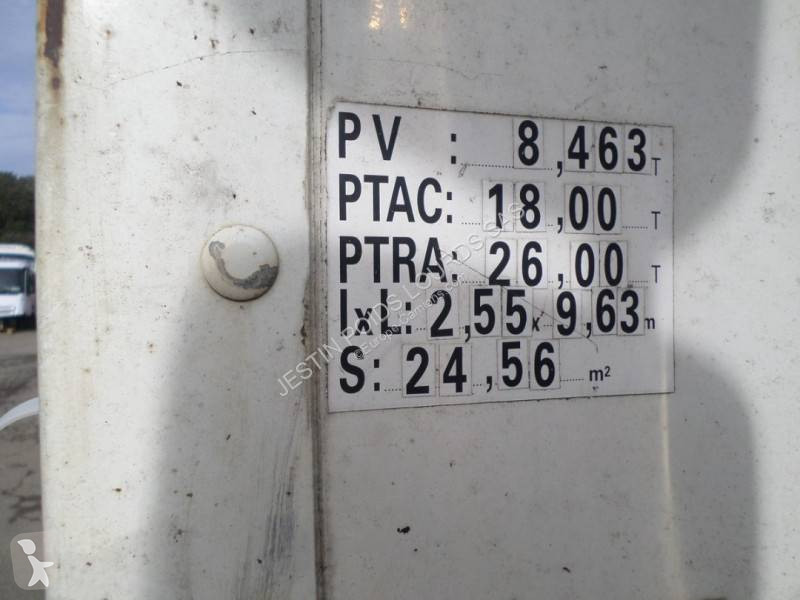 PV : 8,463 T
PTAC: 18,00 T
PTRA: 26,00 T
lxL: 2,55 x 9,63 m
S: 24,56 m²
JESTIN POIDS LOURDS SAS